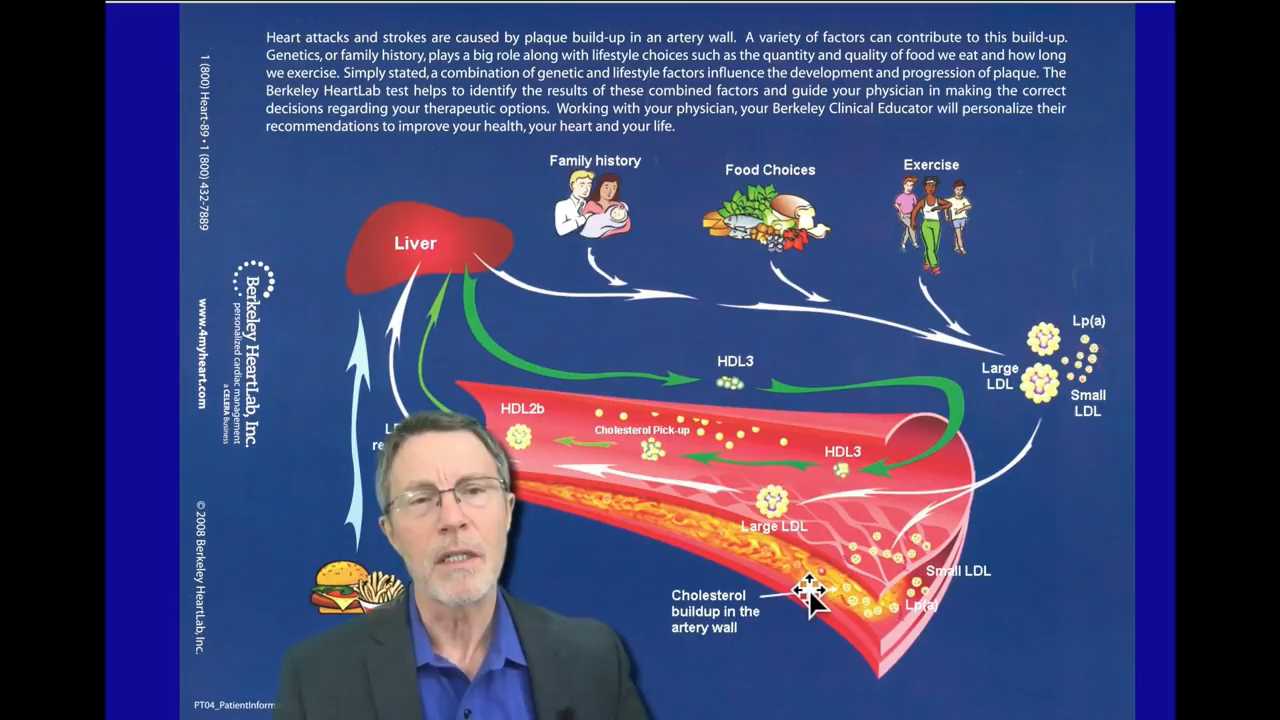 Heart attacks and strokes are caused by plaque build-up in an artery wall. A variety of factors can contribute to this build-up.
Genetics, or family history, plays a big role along with lifestyle choices such as the quantity and quality of food we eat and how long
we exercise. Simply stated, a combination of genetic and lifestyle factors influence the development and progression of plaque. The
Berkeley HeartLab test helps to identify the results of these combined factors and guide your physician in making the correct
decisions regarding your therapeutic options. Working with your physician, your Berkeley Clinical Educator will personalize their
recommendations to improve your health, your heart and your life.
1 (800) Heart-89 • 1 (800) 432-7889
Berkeley HeartLab, Inc.
personalized cardiac management
a CELERA Business
www.4myheart.com
© 2008 Berkeley HeartLab, Inc.
Family history
Food Choices
Exercise
Liver
Lp(a)
Large
LDL
Small
LDL
HDL3
HDL2b
Cholesterol Pick-up
HDL3
Large LDL
Small LDL
Lp(a)
Cholesterol
buildup in the
artery wall